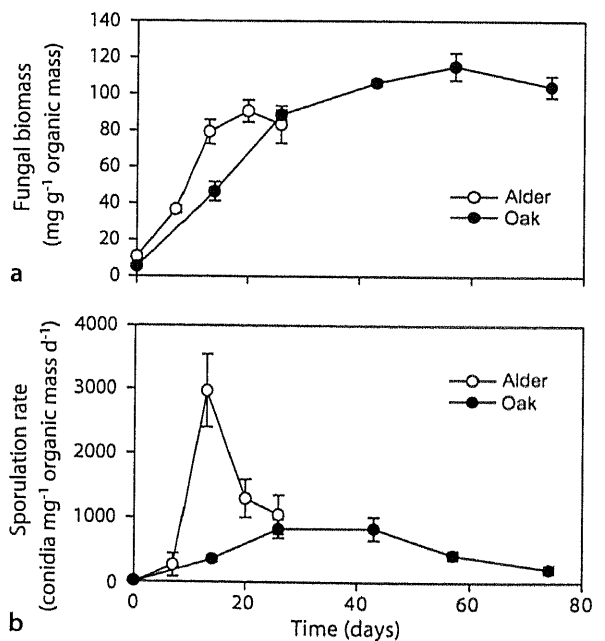 140
120
100
80
60
40
20
0
Fungal biomass
(mg g⁻¹ organic mass)
Alder
Oak
a
4000
3000
2000
1000
0
Sporulation rate
(conidia mg⁻¹ organic mass d⁻¹)
Alder
Oak
0 20 40 60 80
Time (days)
b